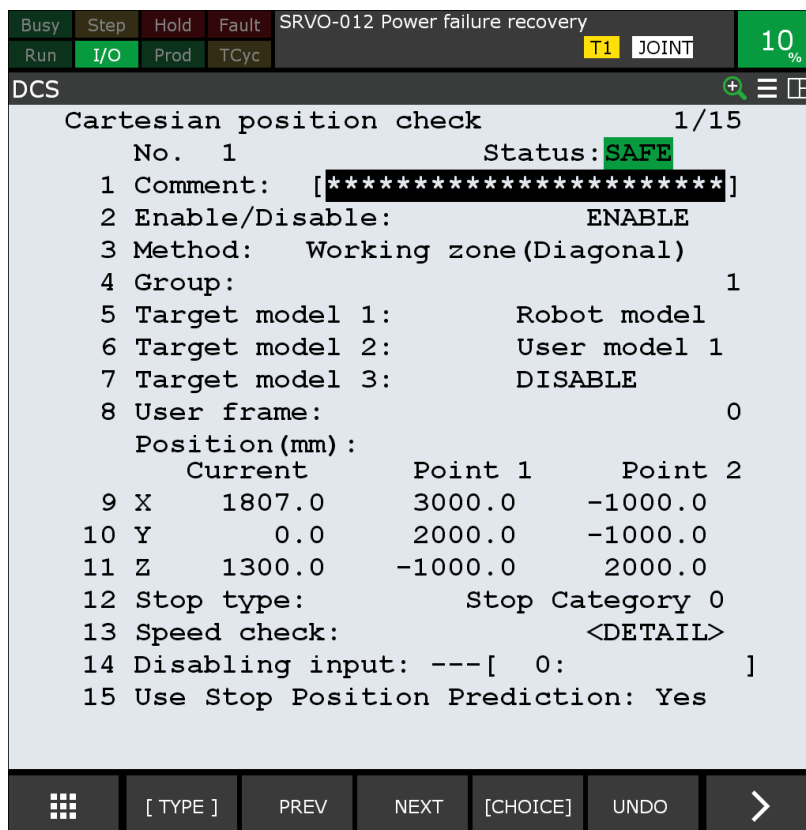 Busy Step Hold Fault SRVO-012 Power failure recovery
Run I/O Prod TCyc T1 JOINT 10%
DCS
Cartesian position check 1/15
No. 1 Status:SAFE
1 Comment: [***********************]
2 Enable/Disable: ENABLE
3 Method: Working zone(Diagonal)
4 Group: 1
5 Target model 1: Robot model
6 Target model 2: User model 1
7 Target model 3: DISABLE
8 User frame: 0
Position(mm):
Current Point 1 Point 2
9 X 1807.0 3000.0 -1000.0
10 Y 0.0 2000.0 -1000.0
11 Z 1300.0 -1000.0 2000.0
12 Stop type: Stop Category 0
13 Speed check: <DETAIL>
14 Disabling input: ---[ 0: ]
15 Use Stop Position Prediction: Yes
[ TYPE ] PREV NEXT [CHOICE] UNDO >